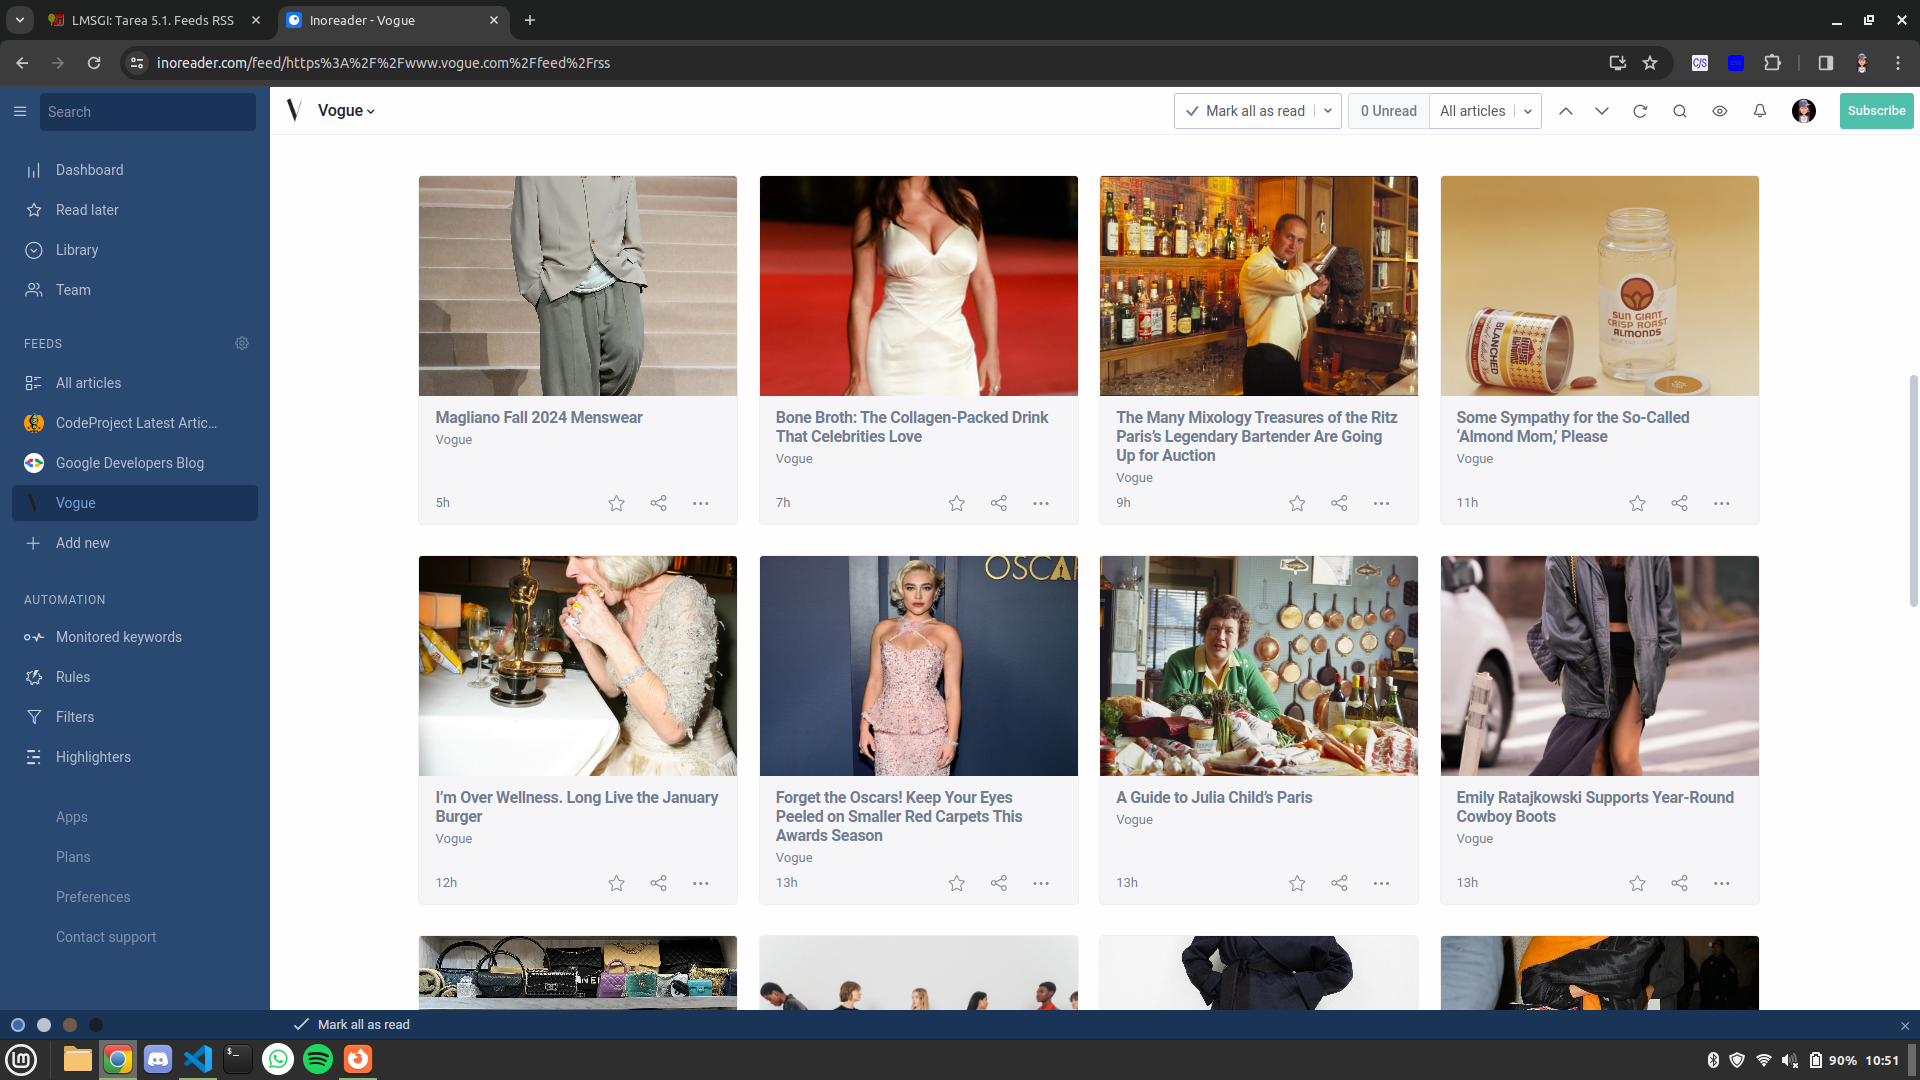 LMSGI: Tarea 5.1. Feeds RSS
Inoreader - Vogue
inoreader.com/feed/https%3A%2F%2Fwww.vogue.com%2Ffeed%2Frss
Search
Vogue
Mark all as read
0 Unread
All articles
Subscribe
Dashboard
Read later
Library
Team
FEEDS
All articles
CodeProject Latest Artic...
Google Developers Blog
Vogue
Add new
AUTOMATION
Monitored keywords
Rules
Filters
Highlighters
Apps
Plans
Preferences
Contact support
SUN GIANT
CRISP ROAST
ALMONDS
BLANCHED
Magliano Fall 2024 Menswear
Vogue
5h
Bone Broth: The Collagen-Packed Drink
That Celebrities Love
Vogue
7h
The Many Mixology Treasures of the Ritz
Paris’s Legendary Bartender Are Going
Up for Auction
Vogue
9h
Some Sympathy for the So-Called
‘Almond Mom,’ Please
Vogue
11h
OSCAR
I’m Over Wellness. Long Live the January
Burger
Vogue
12h
Forget the Oscars! Keep Your Eyes
Peeled on Smaller Red Carpets This
Awards Season
Vogue
13h
A Guide to Julia Child’s Paris
Vogue
13h
Emily Ratajkowski Supports Year-Round
Cowboy Boots
Vogue
13h
Mark all as read
90%
10:51